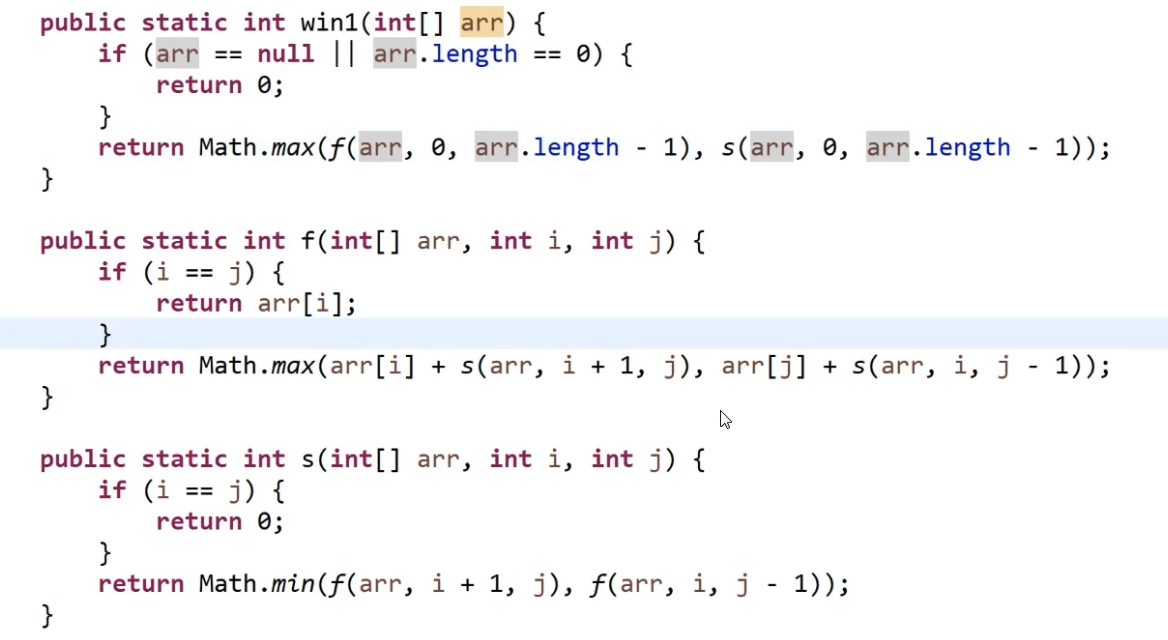 public static int win1(int[] arr) {
    if (arr == null || arr.length == 0) {
        return 0;
    }
    return Math.max(f(arr, 0, arr.length - 1), s(arr, 0, arr.length - 1));
}

public static int f(int[] arr, int i, int j) {
    if (i == j) {
        return arr[i];
    }
    return Math.max(arr[i] + s(arr, i + 1, j), arr[j] + s(arr, i, j - 1));
}

public static int s(int[] arr, int i, int j) {
    if (i == j) {
        return 0;
    }
    return Math.min(f(arr, i + 1, j), f(arr, i, j - 1));
}